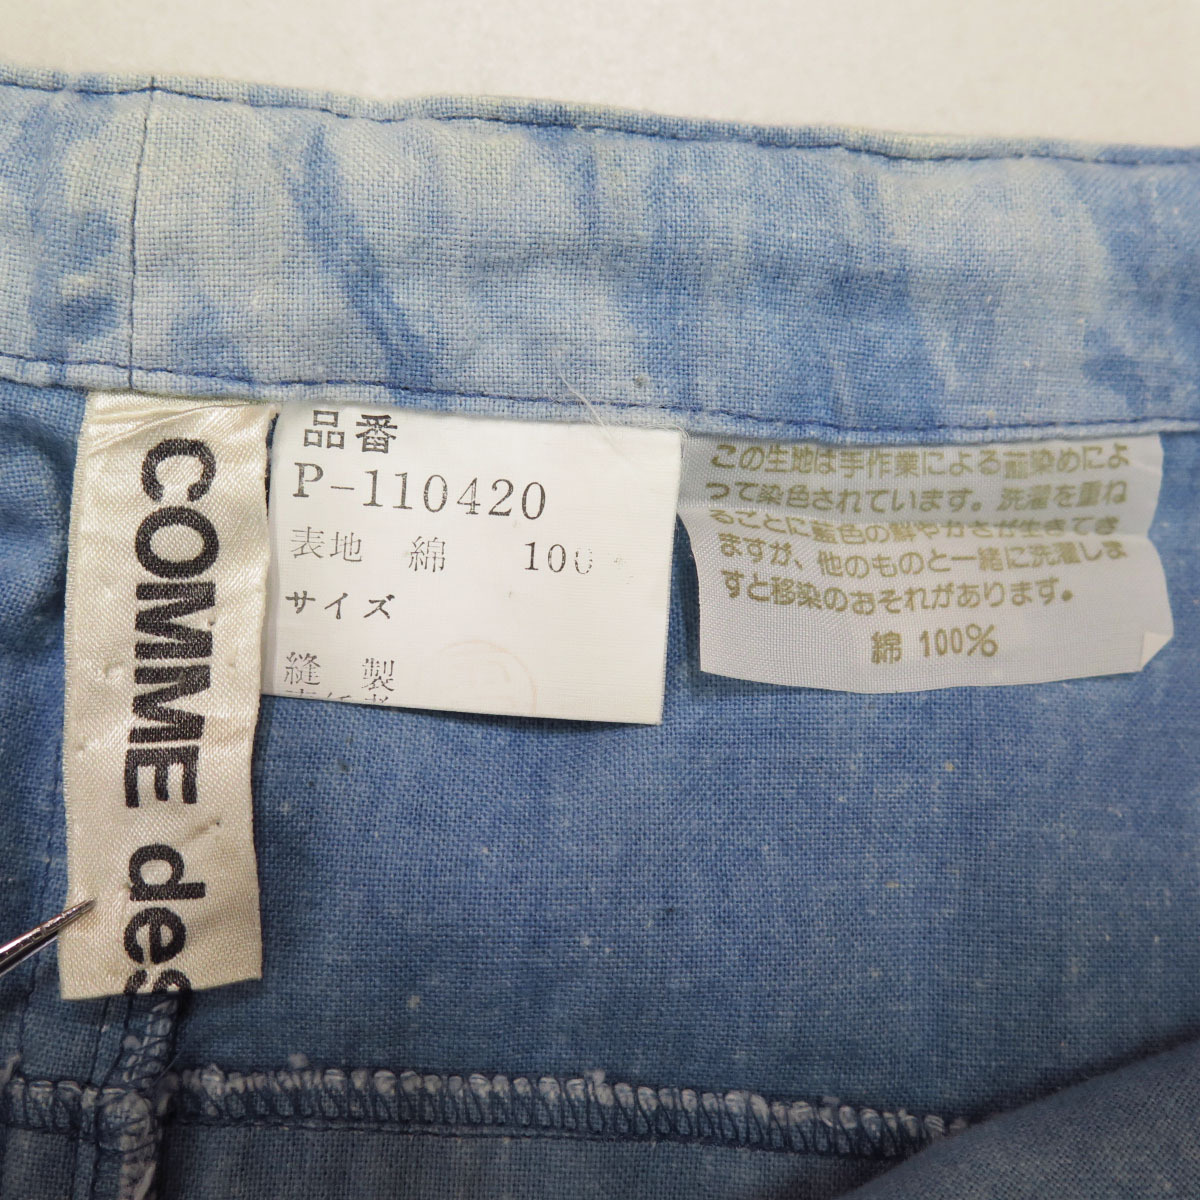 COMME des
品番
P-110420
表地 綿 100
サイズ
縫 製
この生地は手作業による藍染めによ
って染色されています。洗濯を重ね
ることに藍色の鮮やかさが生きてき
ますが、他のものと一緒に洗濯しま
すと移染のおそれがあります。
綿 100%